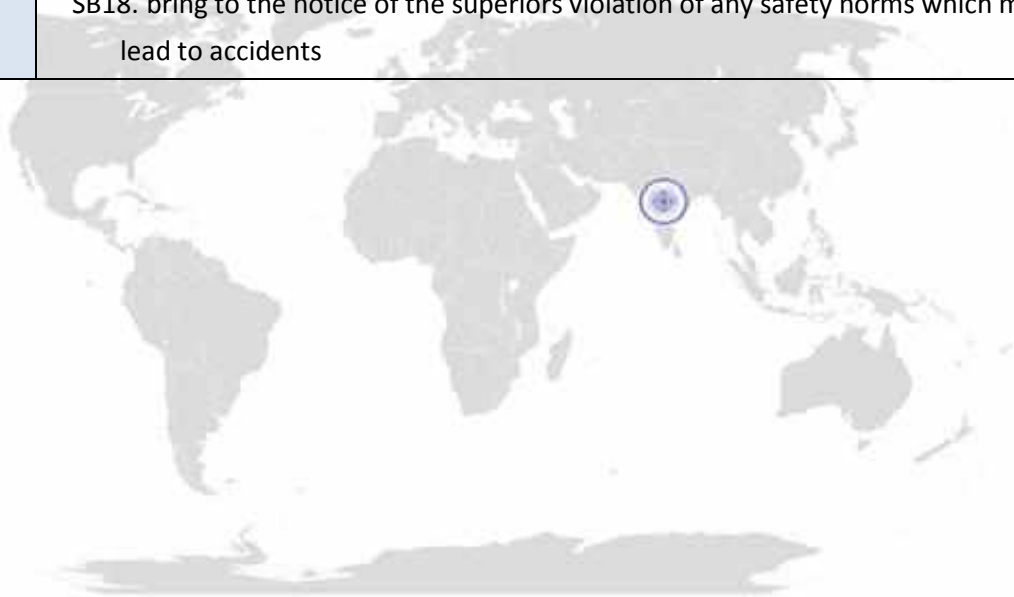 SB18. bring to the notice of the superiors violation of any safety norms which
lead to accidents